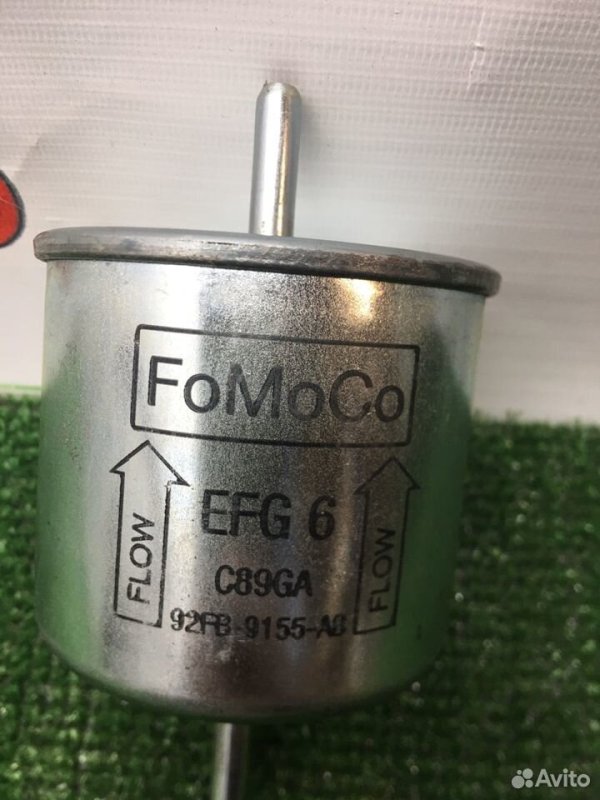 FoMoCo
EFG 6
FLOW
FLOW
C89GA
92FB-9155-AB
Avito